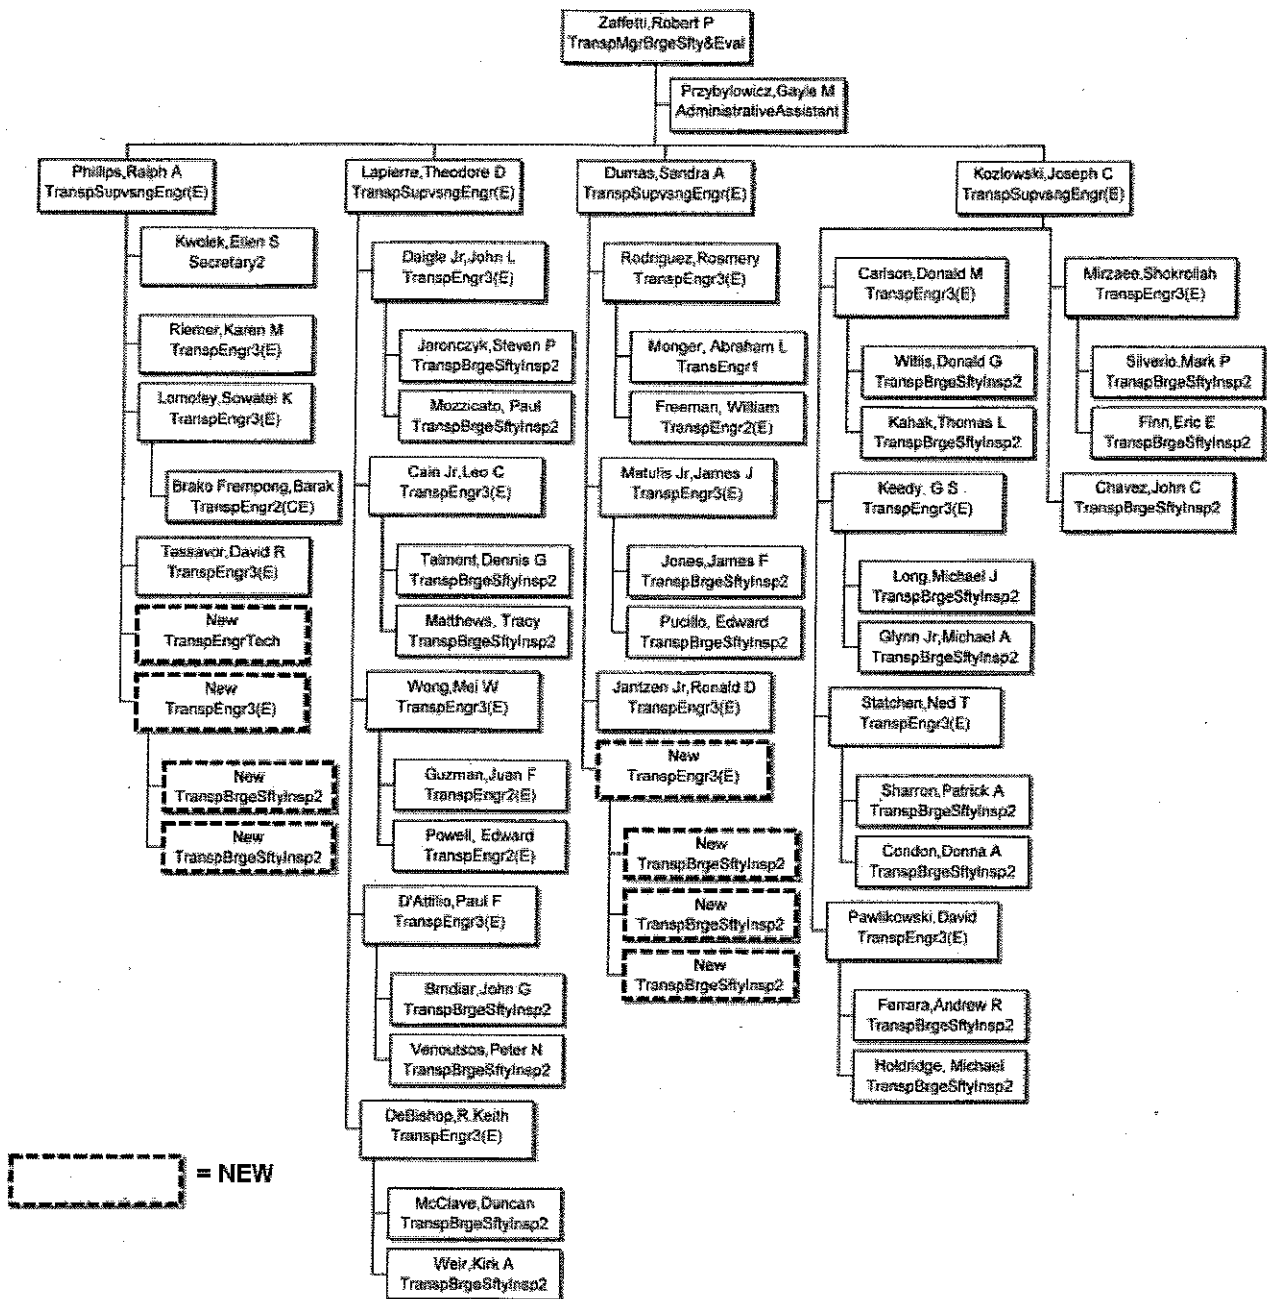 Zaffetti,Robert P
TranspMgrBrgeSfty&Eval
Przybylowicz,Gayle M
AdministrativeAssistant
Phillips,Ralph A
TranspSupvsngEngr(E)
Kwolek,Ellen S
Secretary2
Riemer,Karen M
TranspEngr3(E)
Lomotey,Sowatei K
TranspEngr3(E)
Brako Frempong,Barak
TranspEngr2(CE)
Tessavor,David R
TranspEngr3(E)
New
TranspEngrTech
New
TranspEngr3(E)
New
TranspBrgeSftyInsp2
New
TranspBrgeSftyInsp2
Lapierre,Theodore D
TranspSupvsngEngr(E)
Daigle Jr,John L
TranspEngr3(E)
Jaronczyk,Steven P
TranspBrgeSftyInsp2
Mozzicato, Paul
TranspBrgeSftyInsp2
Cain Jr,Leo C
TranspEngr3(E)
Talmont,Dennis G
TranspBrgeSftyInsp2
Matthews, Tracy
TranspBrgeSftyInsp2
Wong,Mei W
TranspEngr3(E)
Guzman,Juan F
TranspEngr2(E)
Powell, Edward
TranspEngr2(E)
D'Attilio,Paul F
TranspEngr3(E)
Brndiar,John G
TranspBrgeSftyInsp2
Venoutsos,Peter N
TranspBrgeSftyInsp2
DeBishop,R.Keith
TranspEngr3(E)
McClave,Duncan
TranspBrgeSftyInsp2
Weir,Kirk A
TranspBrgeSftyInsp2
Dumas,Sandra A
TranspSupvsngEngr(E)
Rodriguez,Rosmery
TranspEngr3(E)
Monger, Abraham L
TransEngr1
Freeman, William
TranspEngr2(E)
Matulis Jr,James J
TranspEngr3(E)
Jones,James F
TranspBrgeSftyInsp2
Pucillo, Edward
TranspBrgeSftyInsp2
Jantzen Jr,Ronald D
TranspEngr3(E)
New
TranspEngr3(E)
New
TranspBrgeSftyInsp2
New
TranspBrgeSftyInsp2
New
TranspBrgeSftyInsp2
Kozlowski,Joseph C
TranspSupvsngEngr(E)
Carlson,Donald M
TranspEngr3(E)
Willis,Donald G
TranspBrgeSftyInsp2
Kahak,Thomas L
TranspBrgeSftyInsp2
Keedy, G S
TranspEngr3(E)
Long,Michael J
TranspBrgeSftyInsp2
Glynn Jr,Michael A
TranspBrgeSftyInsp2
Statchen,Ned T
TranspEngr3(E)
Sharron,Patrick A
TranspBrgeSftyInsp2
Condon,Donna A
TranspBrgeSftyInsp2
Pawlikowski,David
TranspEngr3(E)
Ferrara,Andrew R
TranspBrgeSftyInsp2
Holdridge, Michael
TranspBrgeSftyInsp2
Mirzaee,Shokrollah
TranspEngr3(E)
Silverio,Mark P
TranspBrgeSftyInsp2
Finn,Eric E
TranspBrgeSftyInsp2
Chavez,John C
TranspBrgeSftyInsp2
= NEW